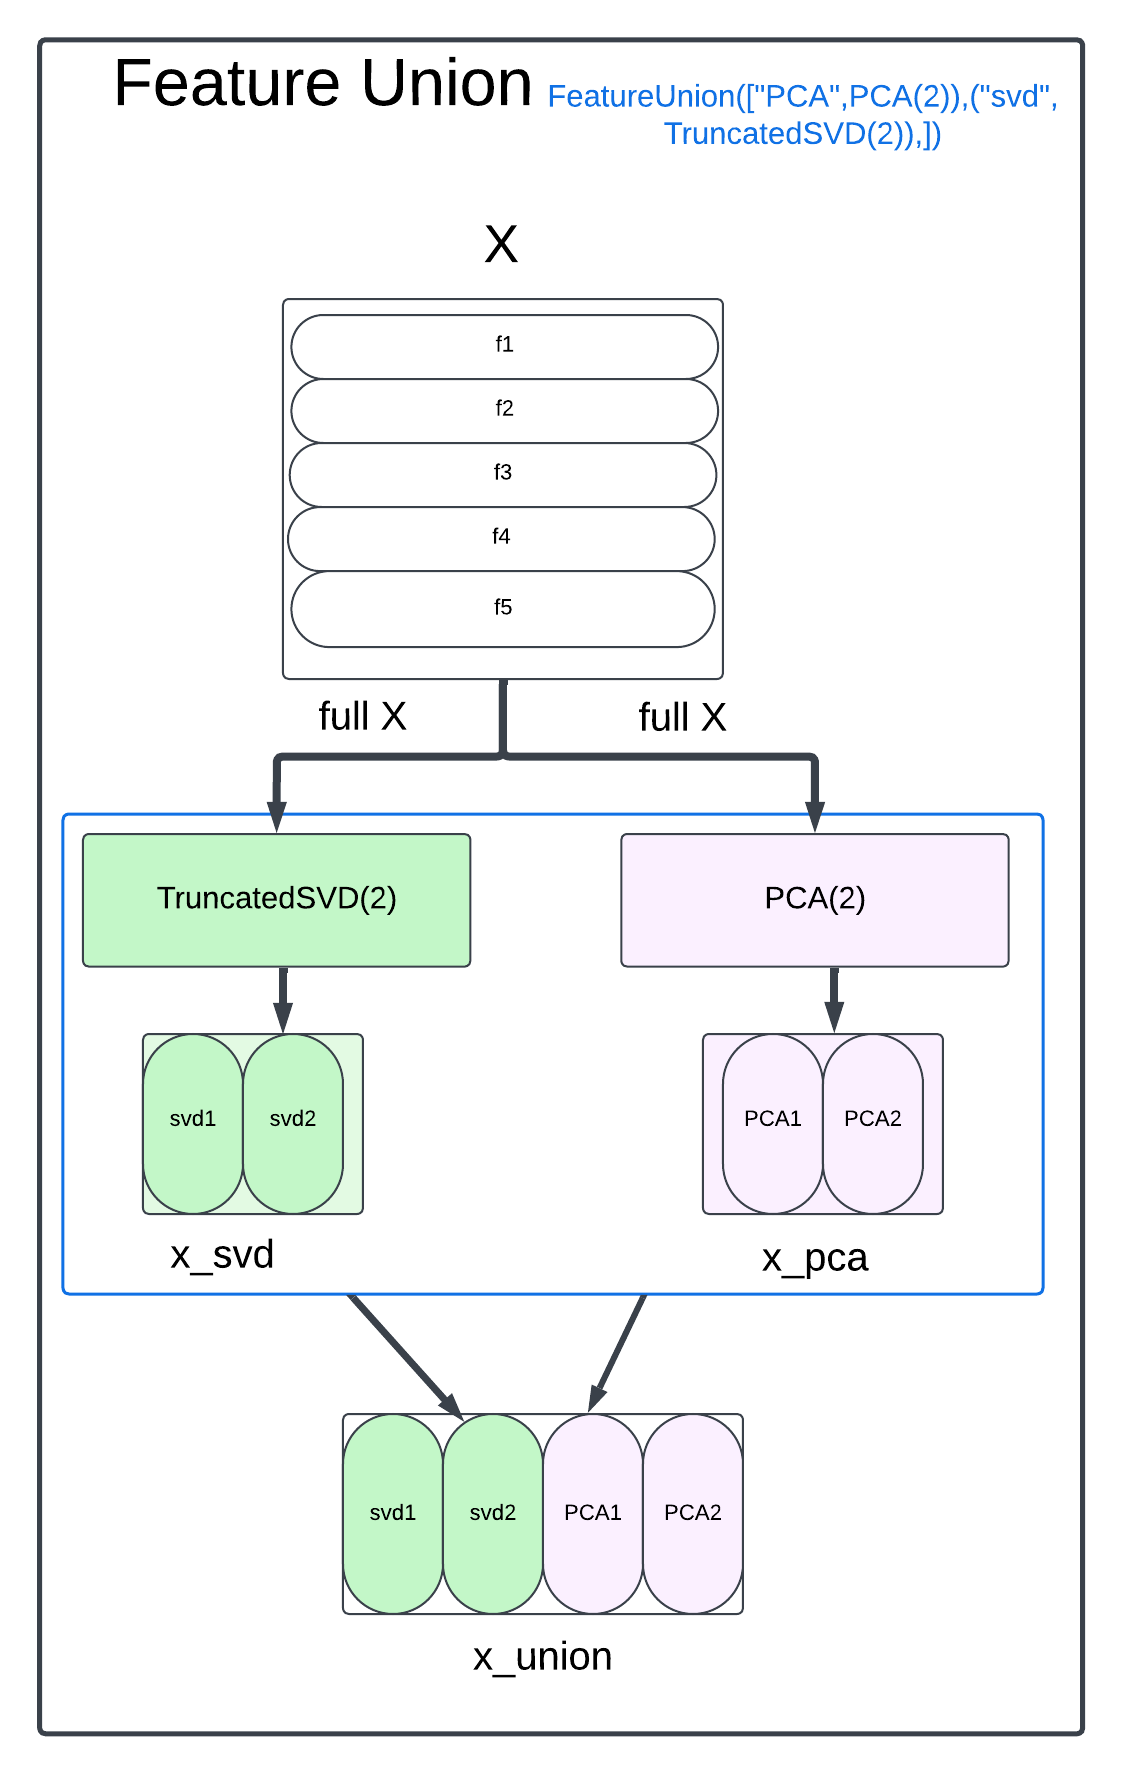 Feature Union
FeatureUnion(["PCA",PCA(2)),("svd",
TruncatedSVD(2)),])
X
f1
f2
f3
f4
f5
full X
full X
TruncatedSVD(2)
PCA(2)
svd1
svd2
PCA1
PCA2
x_svd
x_pca
svd1
svd2
PCA1
PCA2
x_union